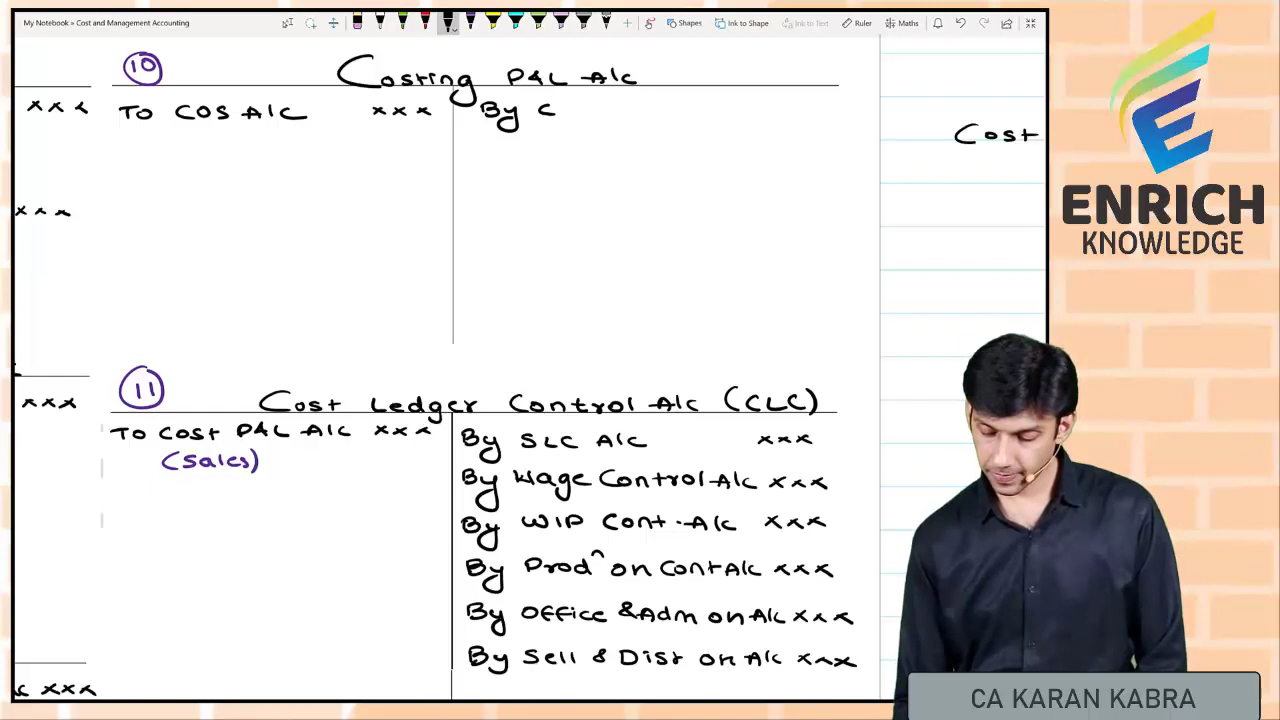 My Notebook » Cost and Management Accounting
Shapes
Ink to Shape
Ink to Text
Ruler
Maths
10
Costing P&L A/c
xxx
To COS A/c xxx
By C
Cost
xxx
ENRICH
KNOWLEDGE
11
Cost Ledger Control A/c (CLC)
xxx
To Cost P&L A/c xxx
(Sales)
By SLC A/c xxx
By Wage Control A/c xxx
By WIP Cont. A/c xxx
By Prodn OH Cont A/c xxx
By Office & Adm OH A/c xxx
By Sell & Dist OH A/c xxx
xxx
CA KARAN KABRA